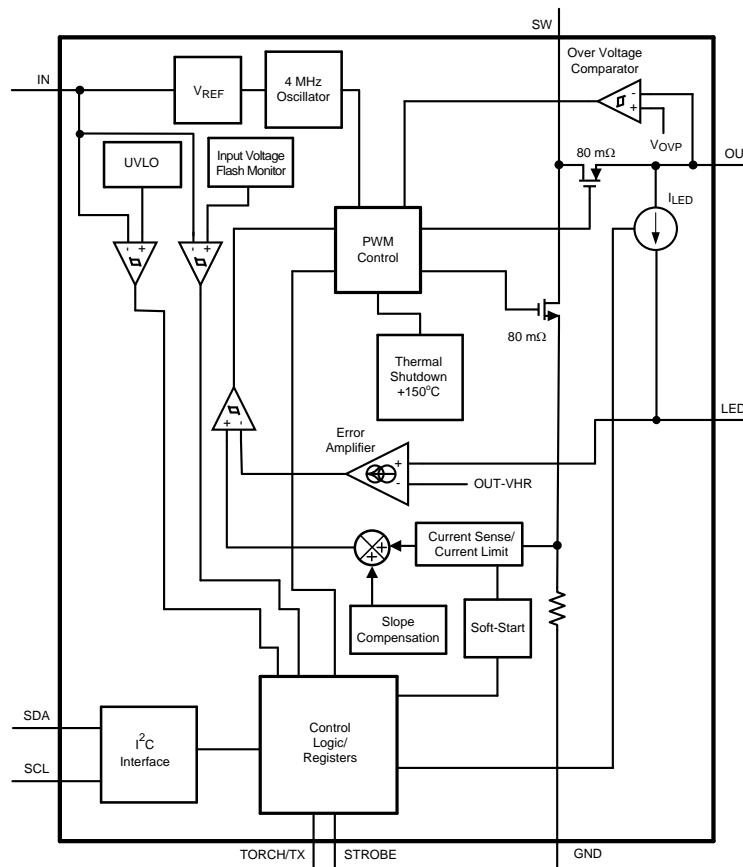 SW
IN
VREF
4 MHz
Oscillator
Over Voltage
Comparator
-
+
VOVP
UVLO
Input Voltage
Flash Monitor
80 mΩ
OUT
ILED
- +
- +
PWM
Control
80 mΩ
Thermal
Shutdown
+150°C
+ -
Error
Amplifier
+
-
LED
OUT-VHR
+
+
Current Sense/
Current Limit
Slope
Compensation
Soft-Start
SDA
I²C
Interface
SCL
Control
Logic/
Registers
TORCH/TX
STROBE
GND